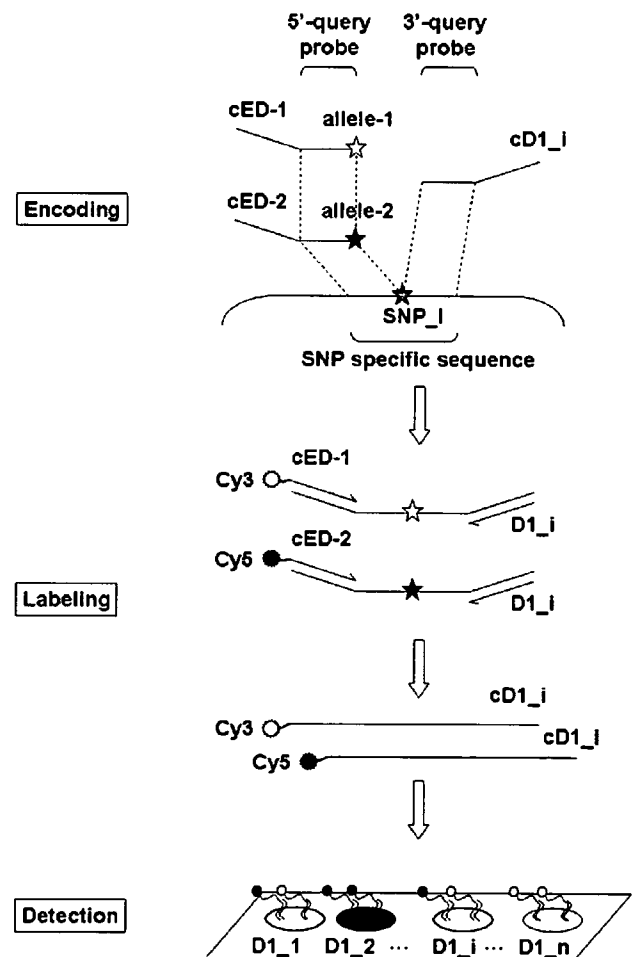 5'-query probe
3'-query probe
cED-1
allele-1
cD1_i
Encoding
cED-2
allele-2
SNP_i
SNP specific sequence
cED-1
Cy3
D1_i
cED-2
Cy5
Labeling
D1_i
cD1_i
Cy3
cD1_i
Cy5
Detection
D1_1 D1_2 ... D1_i ... D1_n